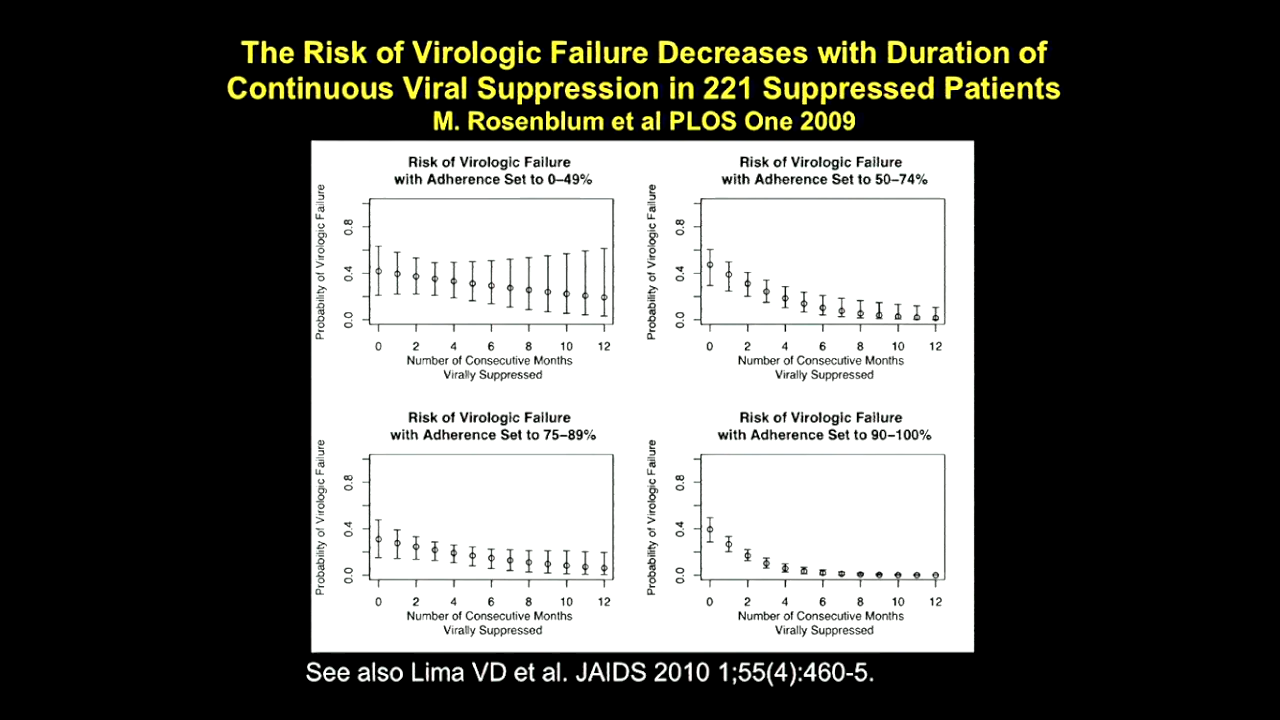 The Risk of Virologic Failure Decreases with Duration of
Continuous Viral Suppression in 221 Suppressed Patients
M. Rosenblum et al PLOS One 2009
Risk of Virologic Failure
with Adherence Set to 0–49%
Probability of Virologic Failure
0.0 0.4 0.8
0 2 4 6 8 10 12
Number of Consecutive Months
Virally Suppressed
Risk of Virologic Failure
with Adherence Set to 50–74%
Probability of Virologic Failure
0.0 0.4 0.8
0 2 4 6 8 10 12
Number of Consecutive Months
Virally Suppressed
Risk of Virologic Failure
with Adherence Set to 75–89%
Probability of Virologic Failure
0.0 0.4 0.8
0 2 4 6 8 10 12
Number of Consecutive Months
Virally Suppressed
Risk of Virologic Failure
with Adherence Set to 90–100%
Probability of Virologic Failure
0.0 0.4 0.8
0 2 4 6 8 10 12
Number of Consecutive Months
Virally Suppressed
See also Lima VD et al. JAIDS 2010 1;55(4):460-5.